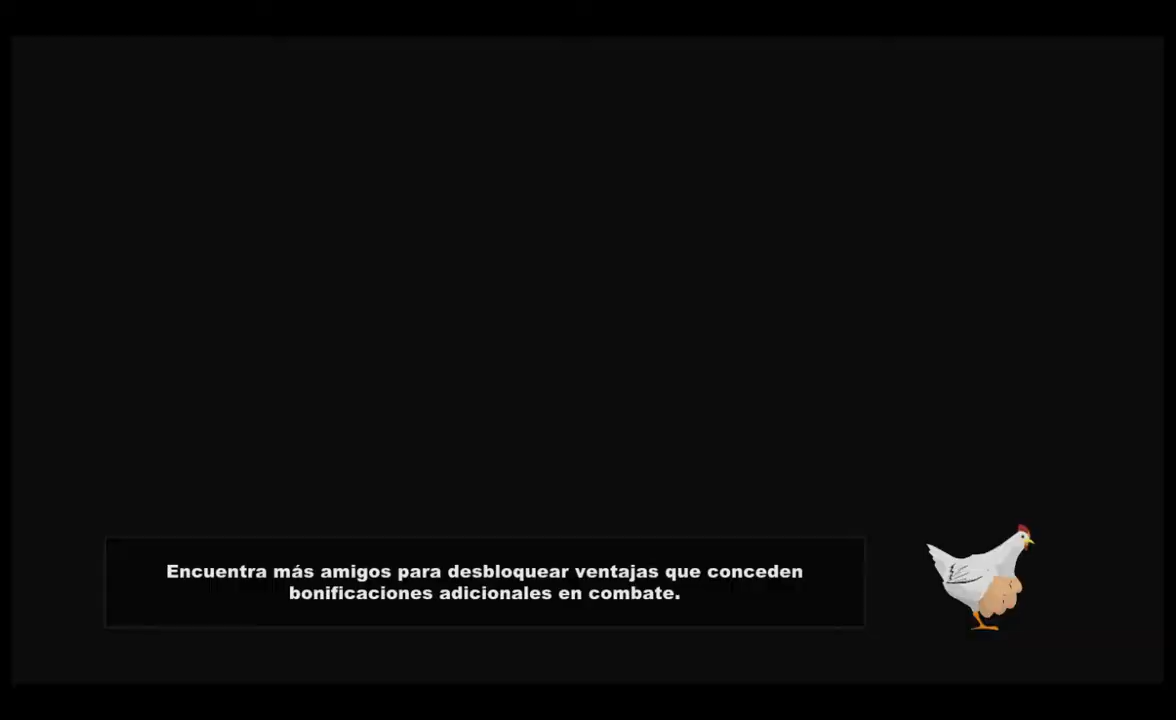 Encuentra más amigos para desbloquear ventajas que conceden
bonificaciones adicionales en combate.